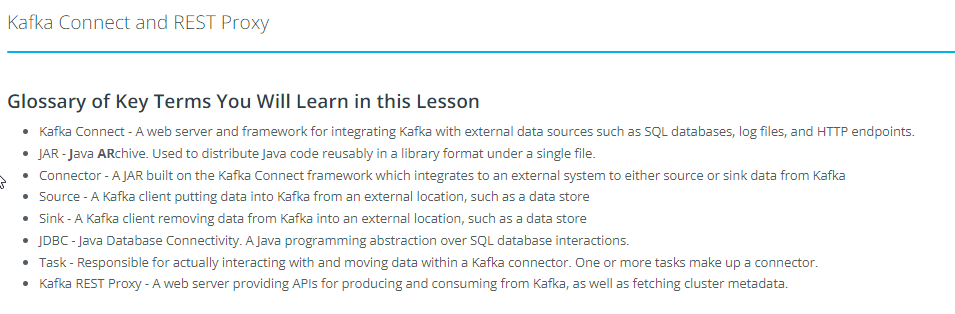 Kafka Connect and REST Proxy
Glossary of Key Terms You Will Learn in this Lesson
Kafka Connect - A web server and framework for integrating Kafka with external data sources such as SQL databases, log files, and HTTP endpoints.
JAR - Java ARchive. Used to distribute Java code reusably in a library format under a single file.
Connector - A JAR built on the Kafka Connect framework which integrates to an external system to either source or sink data from Kafka
Source - A Kafka client putting data into Kafka from an external location, such as a data store
Sink - A Kafka client removing data from Kafka into an external location, such as a data store
JDBC - Java Database Connectivity. A Java programming abstraction over SQL database interactions.
Task - Responsible for actually interacting with and moving data within a Kafka connector. One or more tasks make up a connector.
Kafka REST Proxy - A web server providing APIs for producing and consuming from Kafka, as well as fetching cluster metadata.